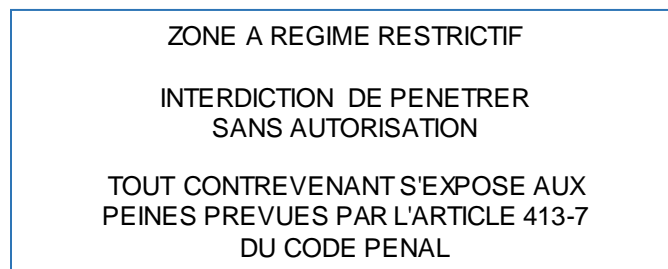 ZONE A REGIME RESTRICTIF
INTERDICTION DE PENETRER
SANS AUTORISATION
TOUT CONTREVENANT S'EXPOSE AUX
PEINES PREVUES PAR L'ARTICLE 413-7
DU CODE PENAL